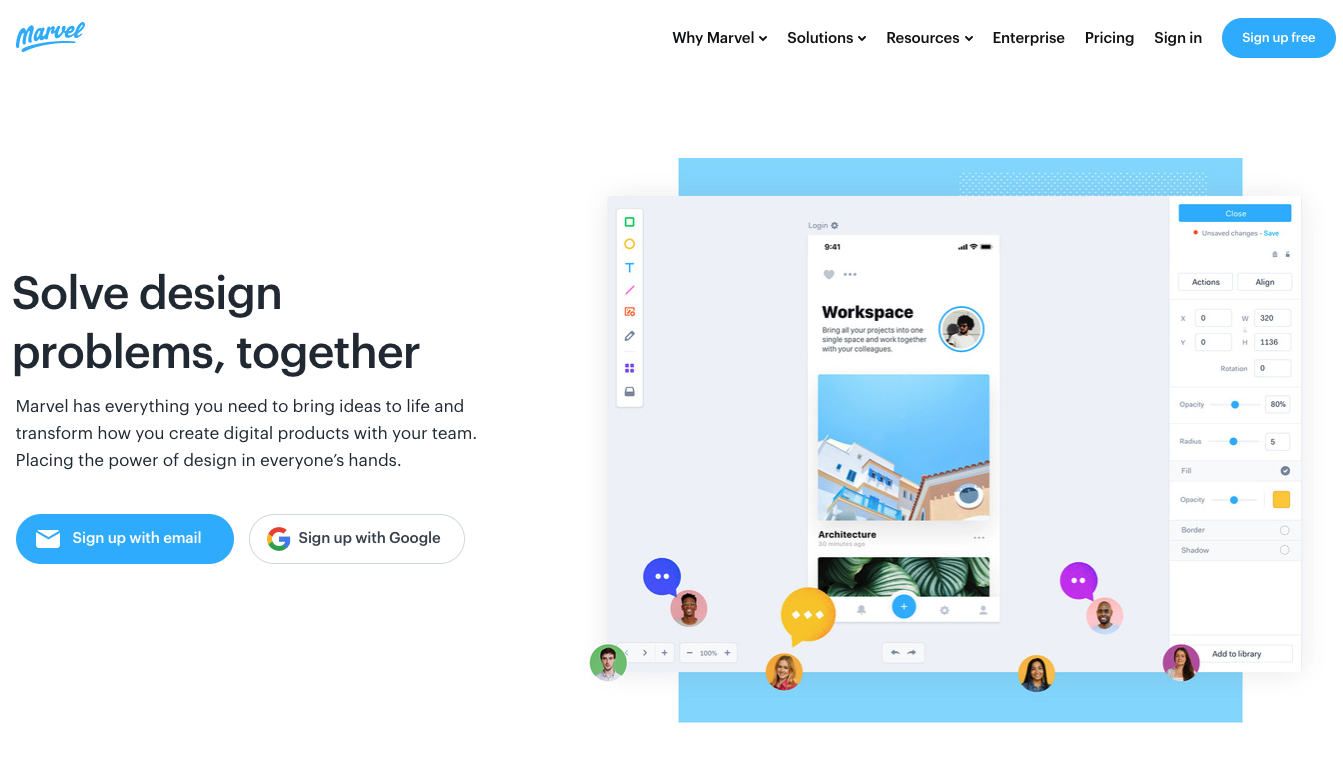 Marvel
Why Marvel
Solutions
Resources
Enterprise
Pricing
Sign in
Sign up free
Solve design
problems, together
Marvel has everything you need to bring ideas to life and
transform how you create digital products with your team.
Placing the power of design in everyone's hands.
Sign up with email
Sign up with Google
Login
9:41
Workspace
Bring all your projects into one
single space and work together
with your colleagues.
Architecture
30 minutes ago
100%
Close
Unsaved changes - Save
Actions
Align
X 0 W 320
Y 0 H 1136
Rotation 0
Opacity 80%
Radius 5
Fill
Opacity
Border
Shadow
Add to library